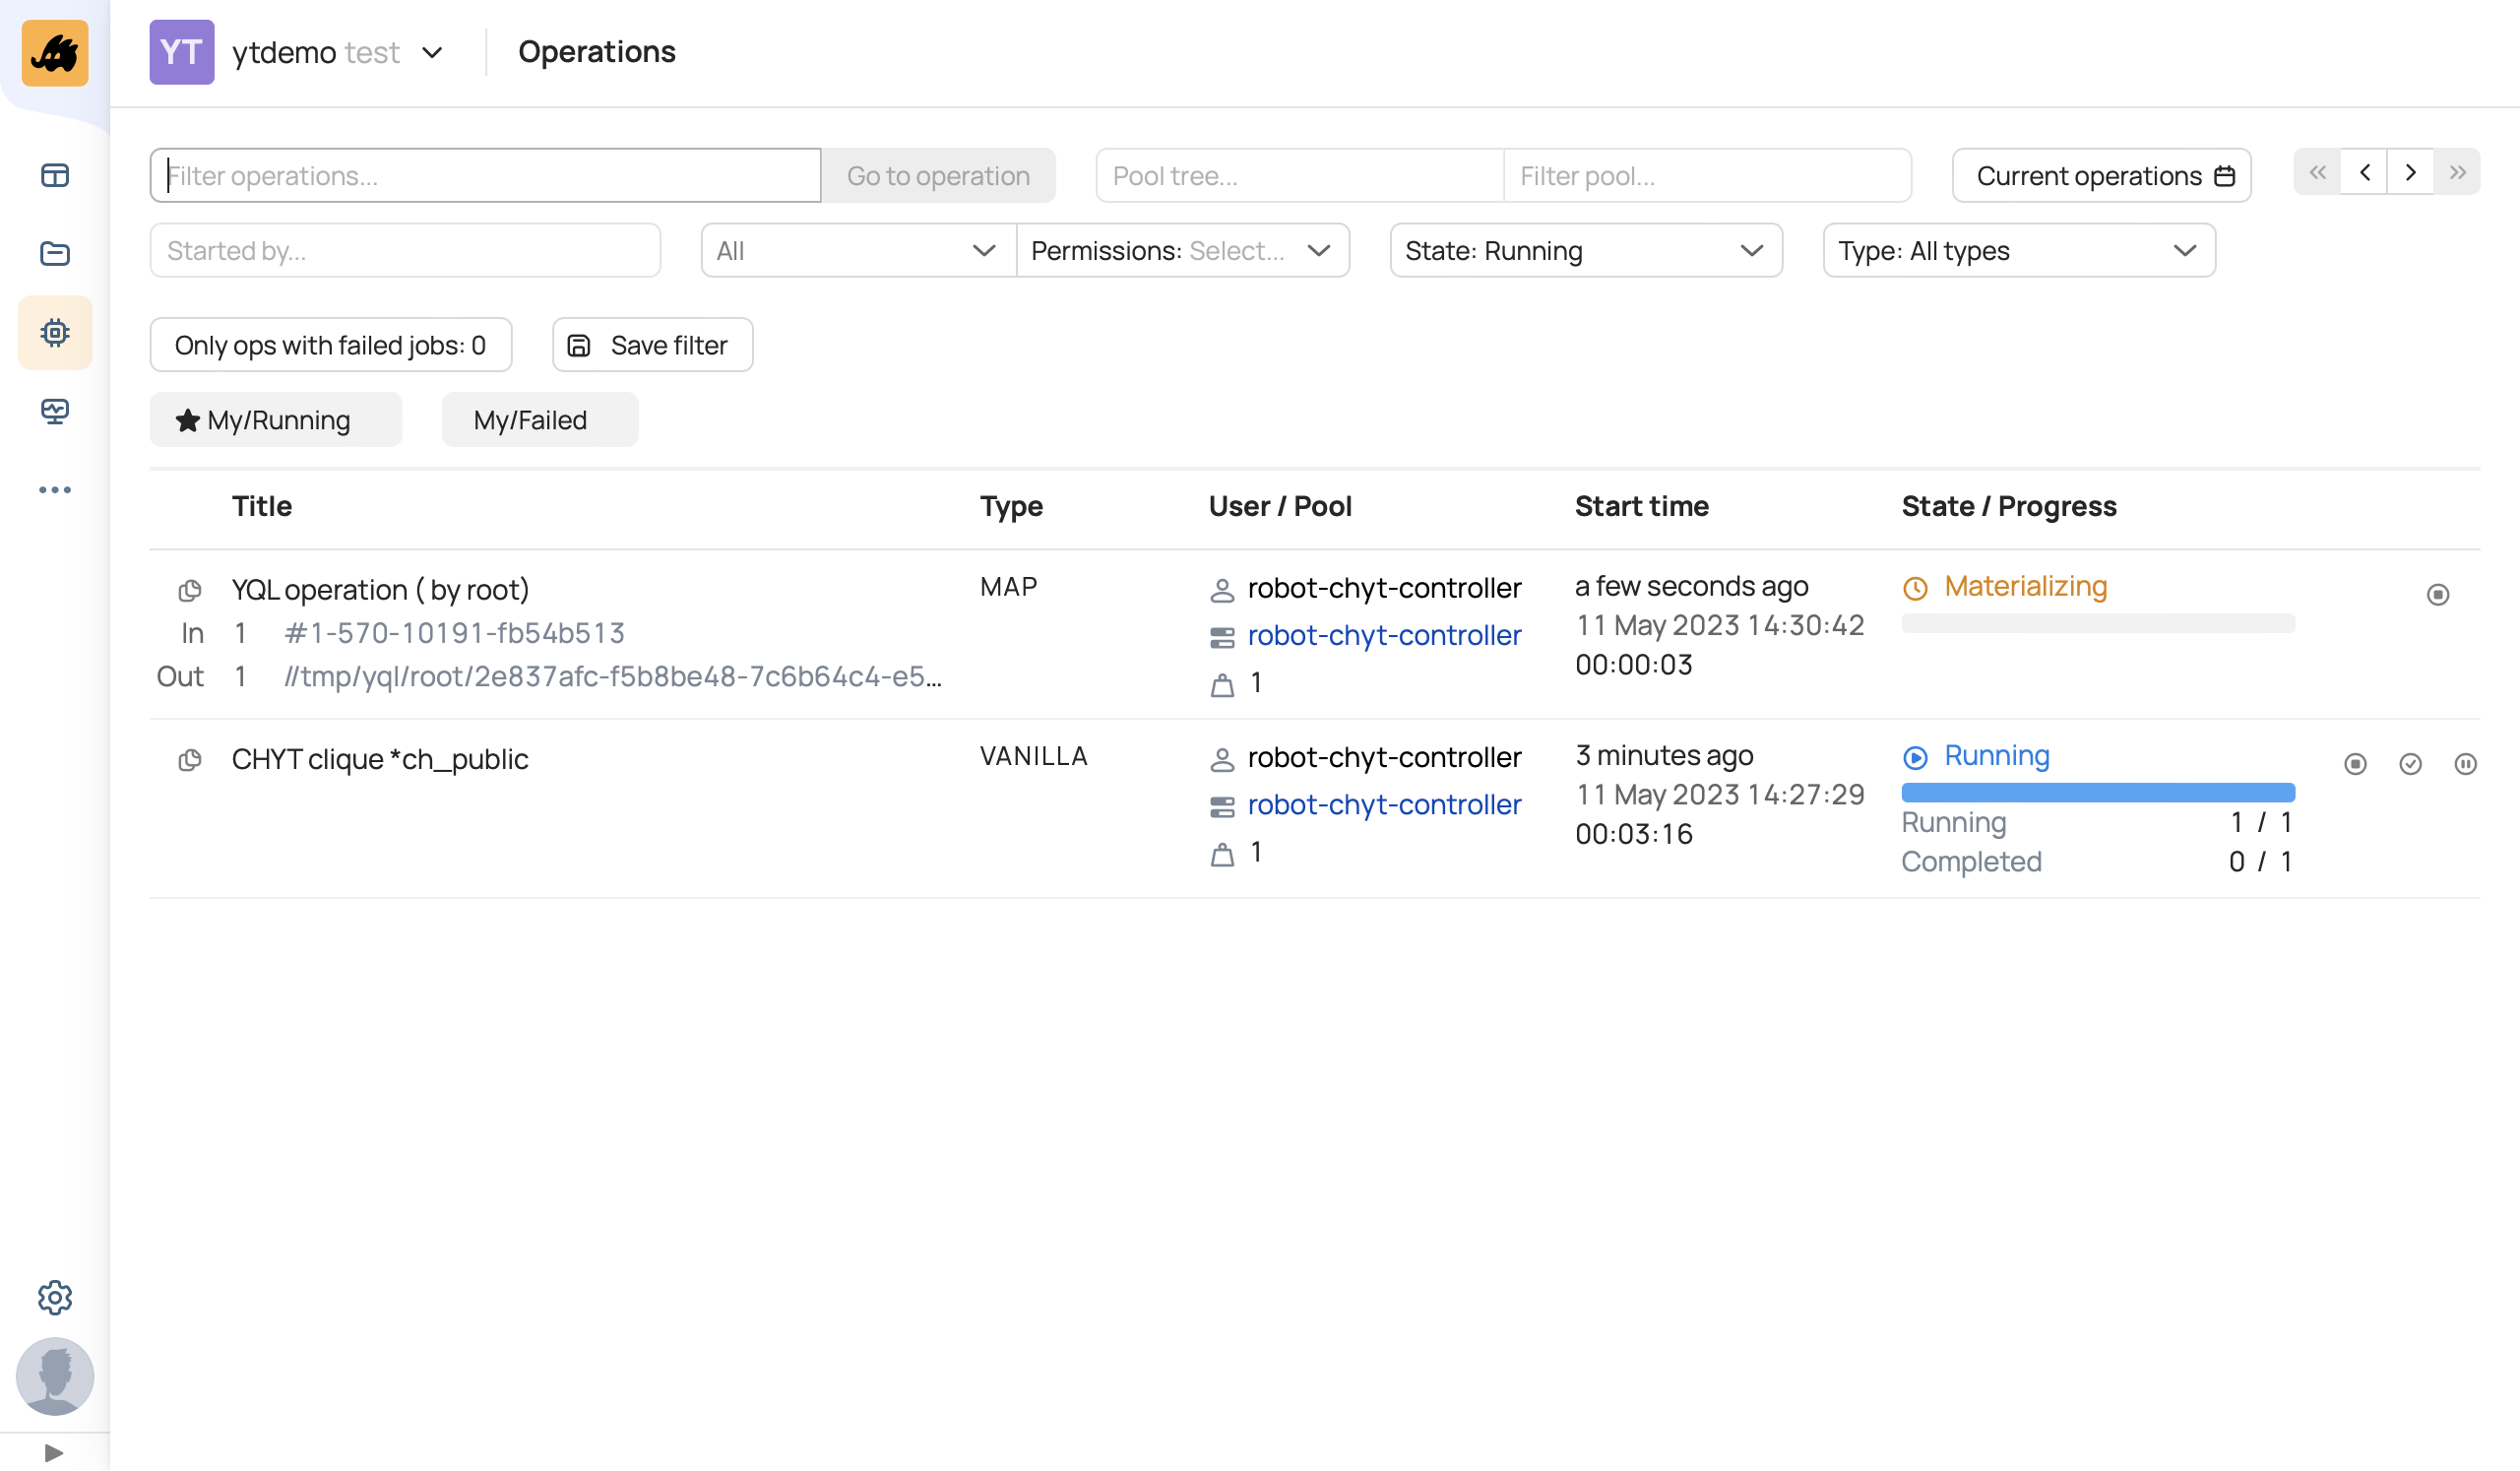 YT ytdemo test Operations
Filter operations... Go to operation Pool tree... Filter pool... Current operations
Started by... All Permissions: Select... State: Running Type: All types
Only ops with failed jobs: 0 Save filter
My/Running My/Failed
Title Type User / Pool Start time State / Progress
YQL operation ( by root) MAP robot-chyt-controller a few seconds ago Materializing
In 1 #1-570-10191-fb54b513 robot-chyt-controller 11 May 2023 14:30:42
Out 1 //tmp/yql/root/2e837afc-f5b8be48-7c6b64c4-e5... 1 00:00:03
CHYT clique *ch_public VANILLA robot-chyt-controller 3 minutes ago Running
robot-chyt-controller 11 May 2023 14:27:29
1 00:03:16 Running 1 / 1
Completed 0 / 1